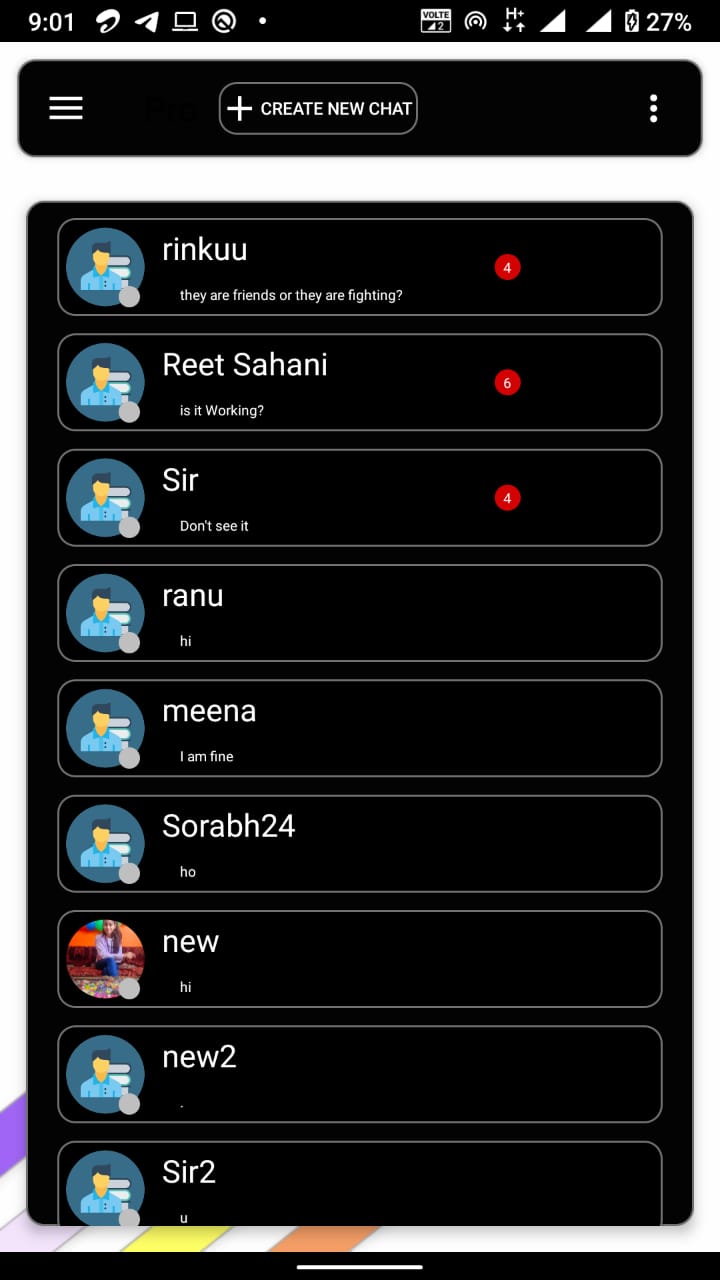 9:01
VOLTE
2
H+
27%
Pro
CREATE NEW CHAT
rinkuu
4
they are friends or they are fighting?
Reet Sahani
6
is it Working?
Sir
4
Don't see it
ranu
hi
meena
I am fine
Sorabh24
ho
new
hi
new2
.
Sir2
u